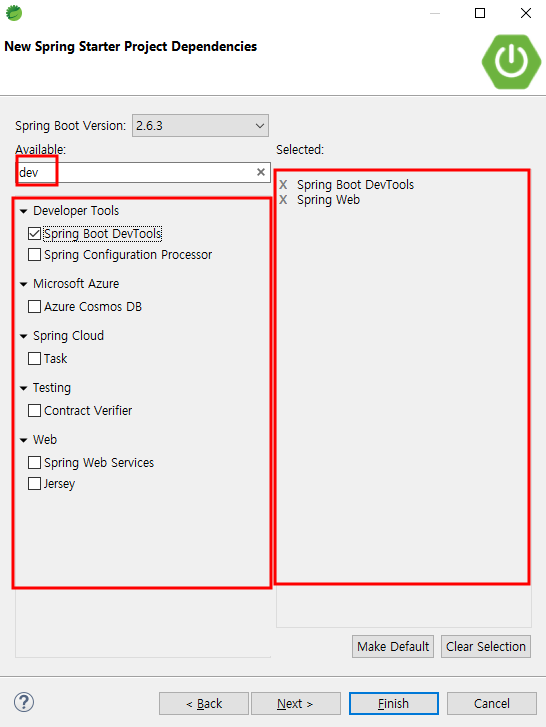 New Spring Starter Project Dependencies
Spring Boot Version: 2.6.3
Available:
Selected:
dev
Developer Tools
Spring Boot DevTools
Spring Configuration Processor
Microsoft Azure
Azure Cosmos DB
Spring Cloud
Task
Testing
Contract Verifier
Web
Spring Web Services
Jersey
X Spring Boot DevTools
X Spring Web
Make Default
Clear Selection
?
< Back
Next >
Finish
Cancel